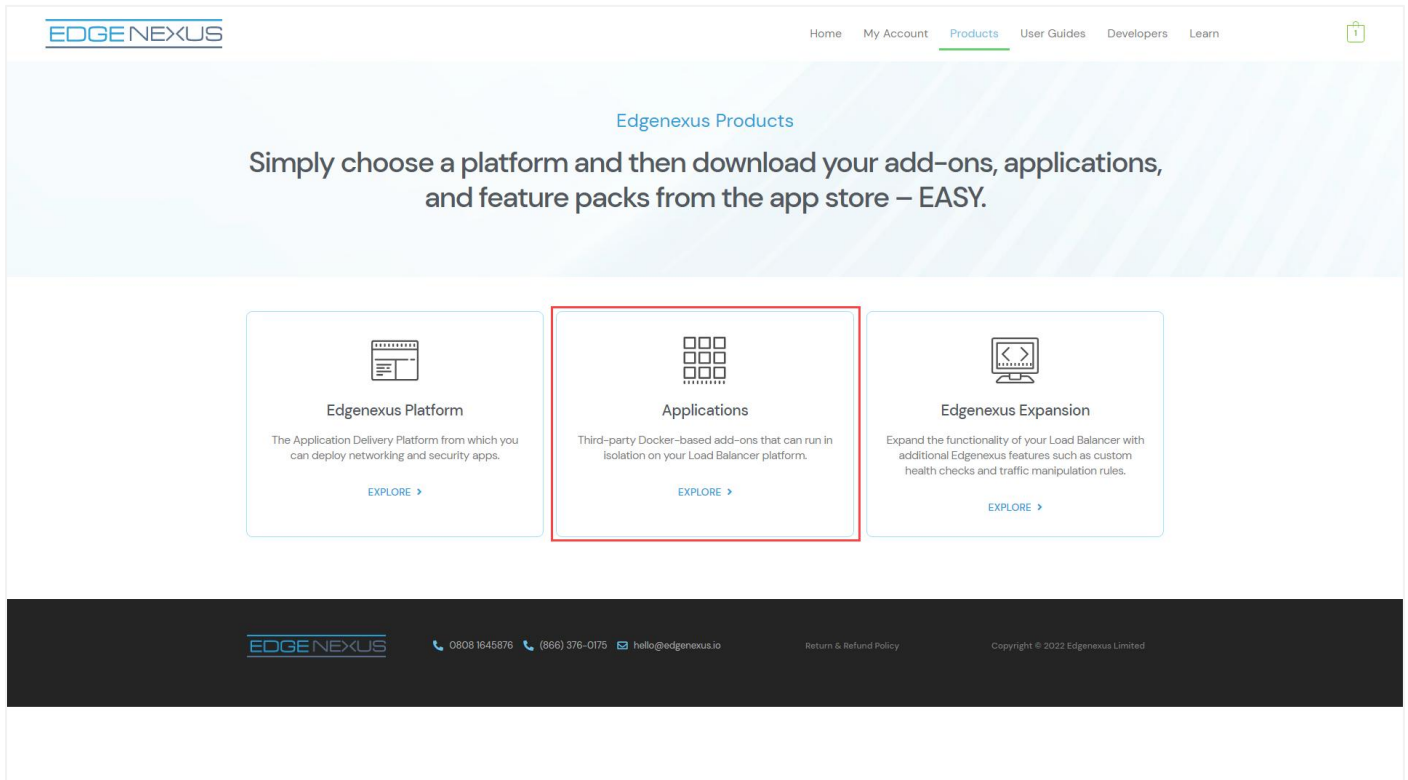 EDGENEXUS
Home My Account Products User Guides Developers Learn 1
Edgenexus Products
Simply choose a platform and then download your add-ons, applications,
and feature packs from the app store – EASY.
Edgenexus Platform
The Application Delivery Platform from which you
can deploy networking and security apps.
EXPLORE >
Applications
Third-party Docker-based add-ons that can run in
isolation on your Load Balancer platform.
EXPLORE >
Edgenexus Expansion
Expand the functionality of your Load Balancer with
additional Edgenexus features such as custom
health checks and traffic manipulation rules.
EXPLORE >
EDGENEXUS
0808 1645876 (866) 376-0175 hello@edgenexus.io Return & Refund Policy Copyright © 2022 Edgenexus Limited